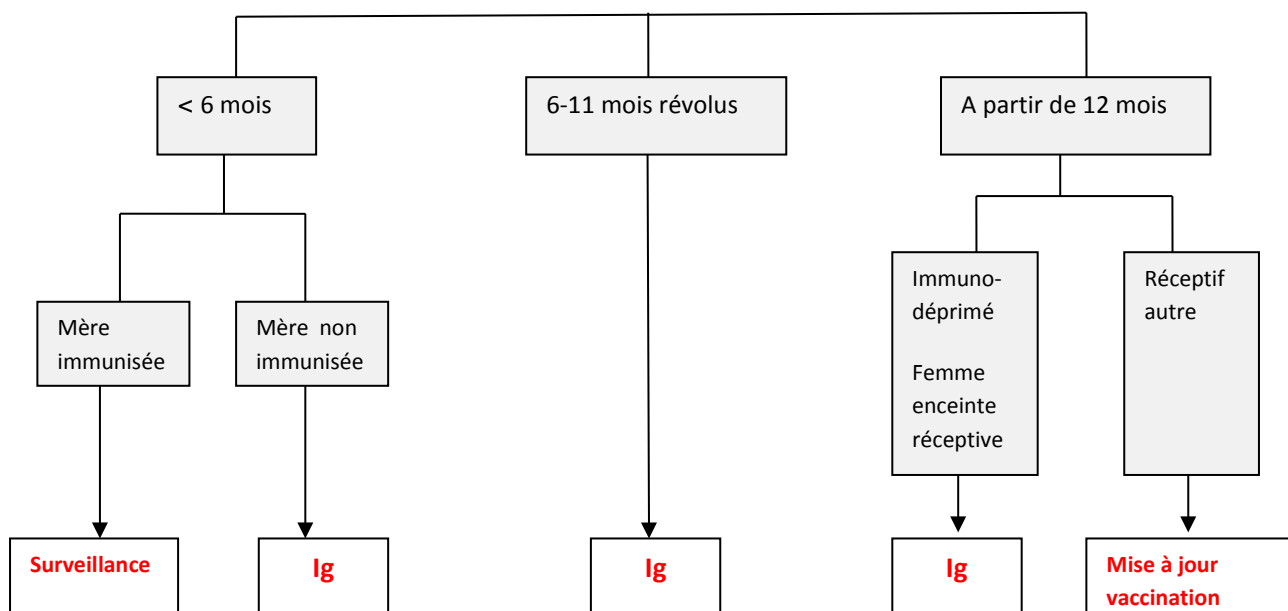 < 6 mois
6-11 mois révolus
A partir de 12 mois
Mère
immunisée
Mère non
immunisée
Immuno-
déprimé
Femme
enceinte
réceptive
Réceptif
autre
Surveillance
Ig
Ig
Ig
Mise à jour
vaccination